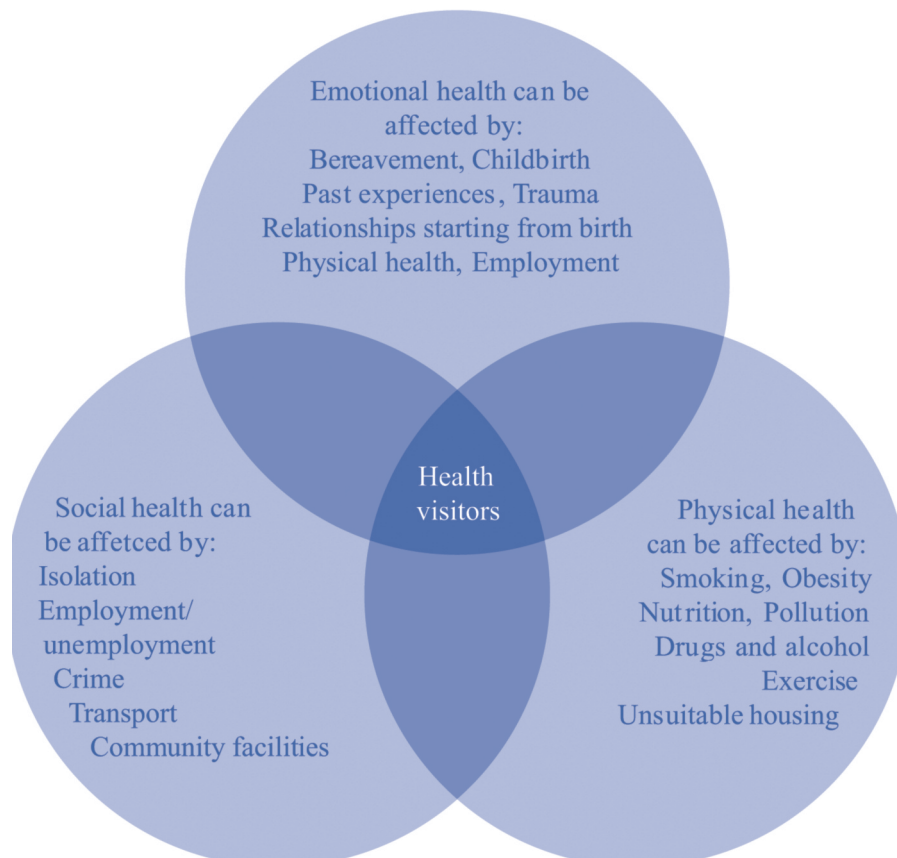 Emotional health can be
affected by:
Bereavement, Childbirth
Past experiences, Trauma
Relationships starting from birth
Physical health, Employment
Health
visitors
Social health can
be affetced by:
Isolation
Employment/
unemployment
Crime
Transport
Community facilities
Physical health
can be affected by:
Smoking, Obesity
Nutrition, Pollution
Drugs and alcohol
Exercise
Unsuitable housing